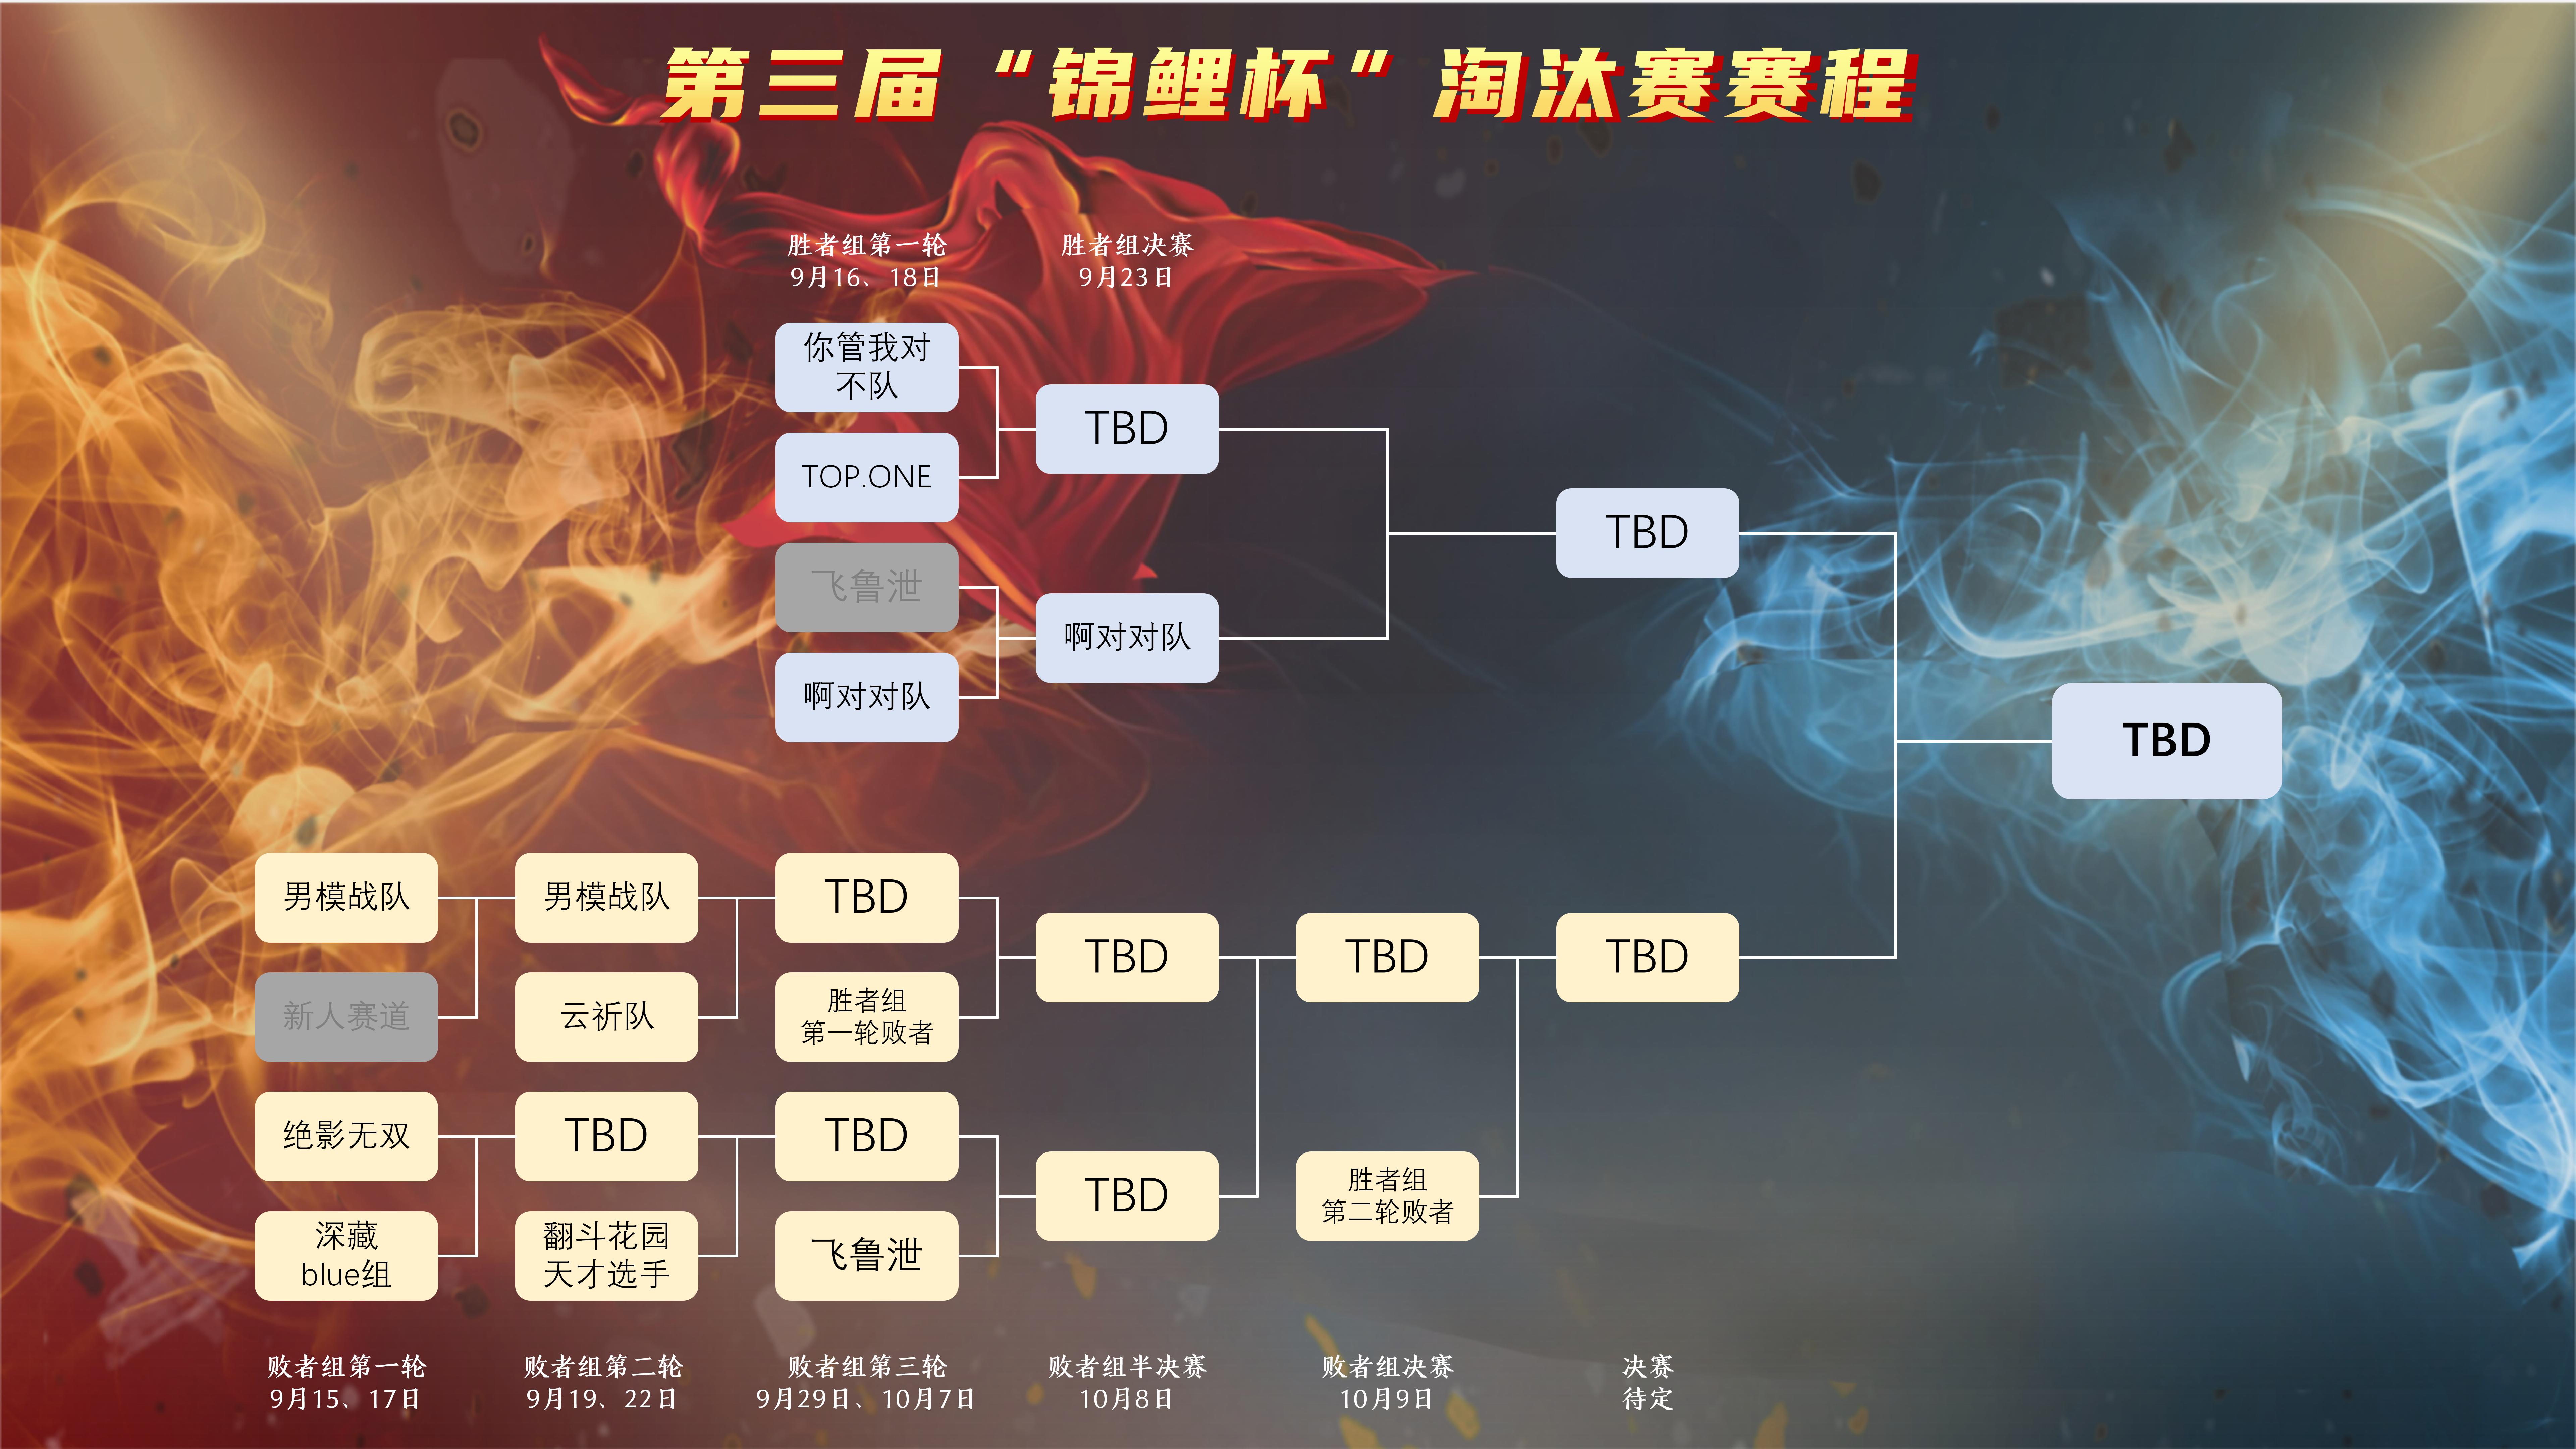 第三届“锦鲤杯”淘汰赛赛程
胜者组第一轮
9月16、18日
胜者组决赛
9月23日
你管我对
不队
TOP.ONE
飞鲁泄
啊对对队
TBD
啊对对队
TBD
TBD
男模战队
新人赛道
绝影无双
深藏
blue组
男模战队
云祈队
TBD
翻斗花园
天才选手
TBD
胜者组
第一轮败者
TBD
飞鲁泄
TBD
TBD
TBD
胜者组
第二轮败者
TBD
败者组第一轮
9月15、17日
败者组第二轮
9月19、22日
败者组第三轮
9月29日、10月7日
败者组半决赛
10月8日
败者组决赛
10月9日
决赛
待定